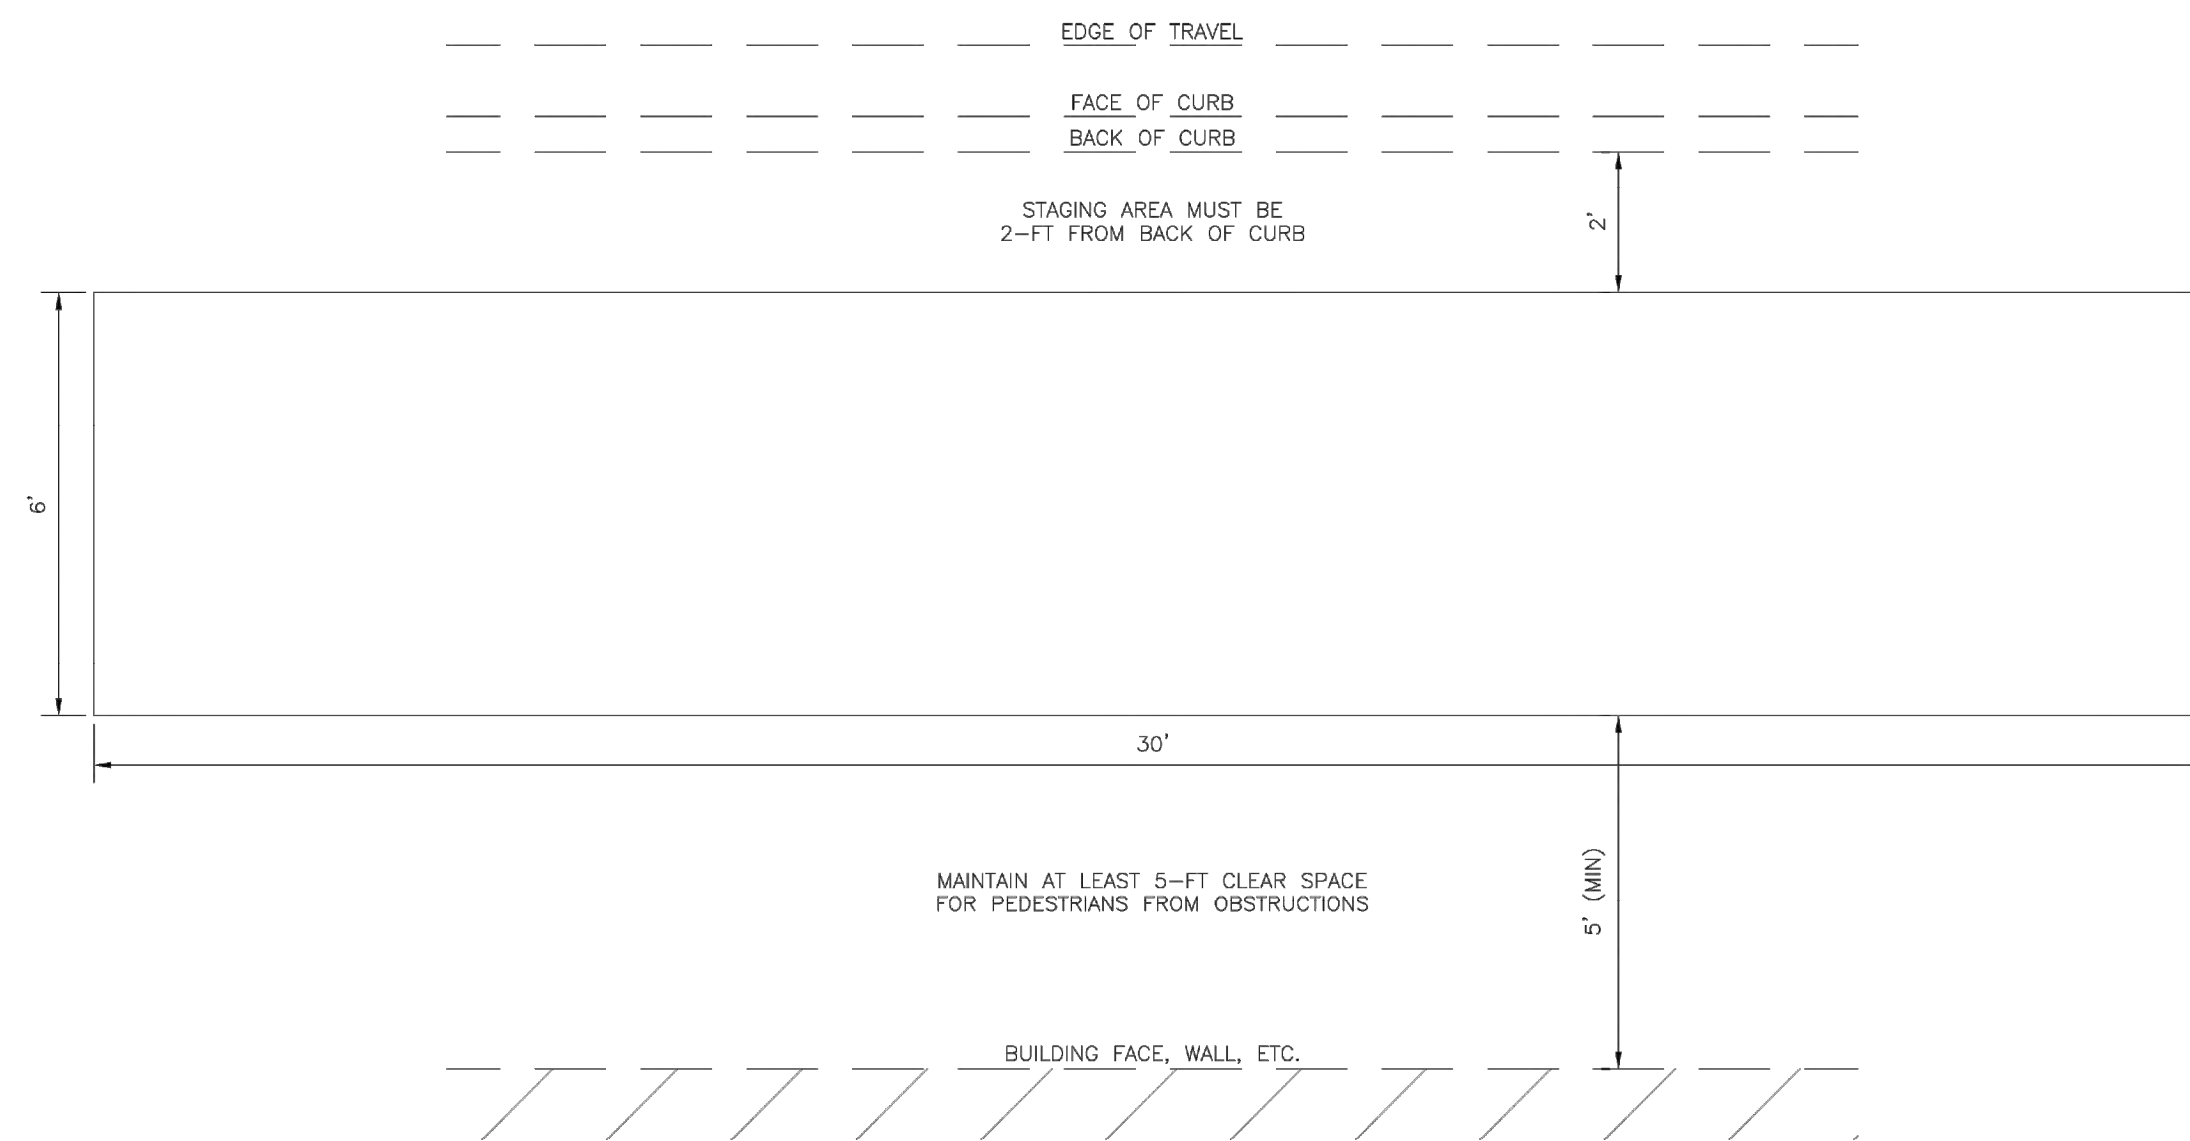 EDGE OF TRAVEL
FACE OF CURB
BACK OF CURB
STAGING AREA MUST BE
2-FT FROM BACK OF CURB
2'
6'
30'
MAINTAIN AT LEAST 5-FT CLEAR SPACE
FOR PEDESTRIANS FROM OBSTRUCTIONS
5' (MIN)
BUILDING FACE, WALL, ETC.